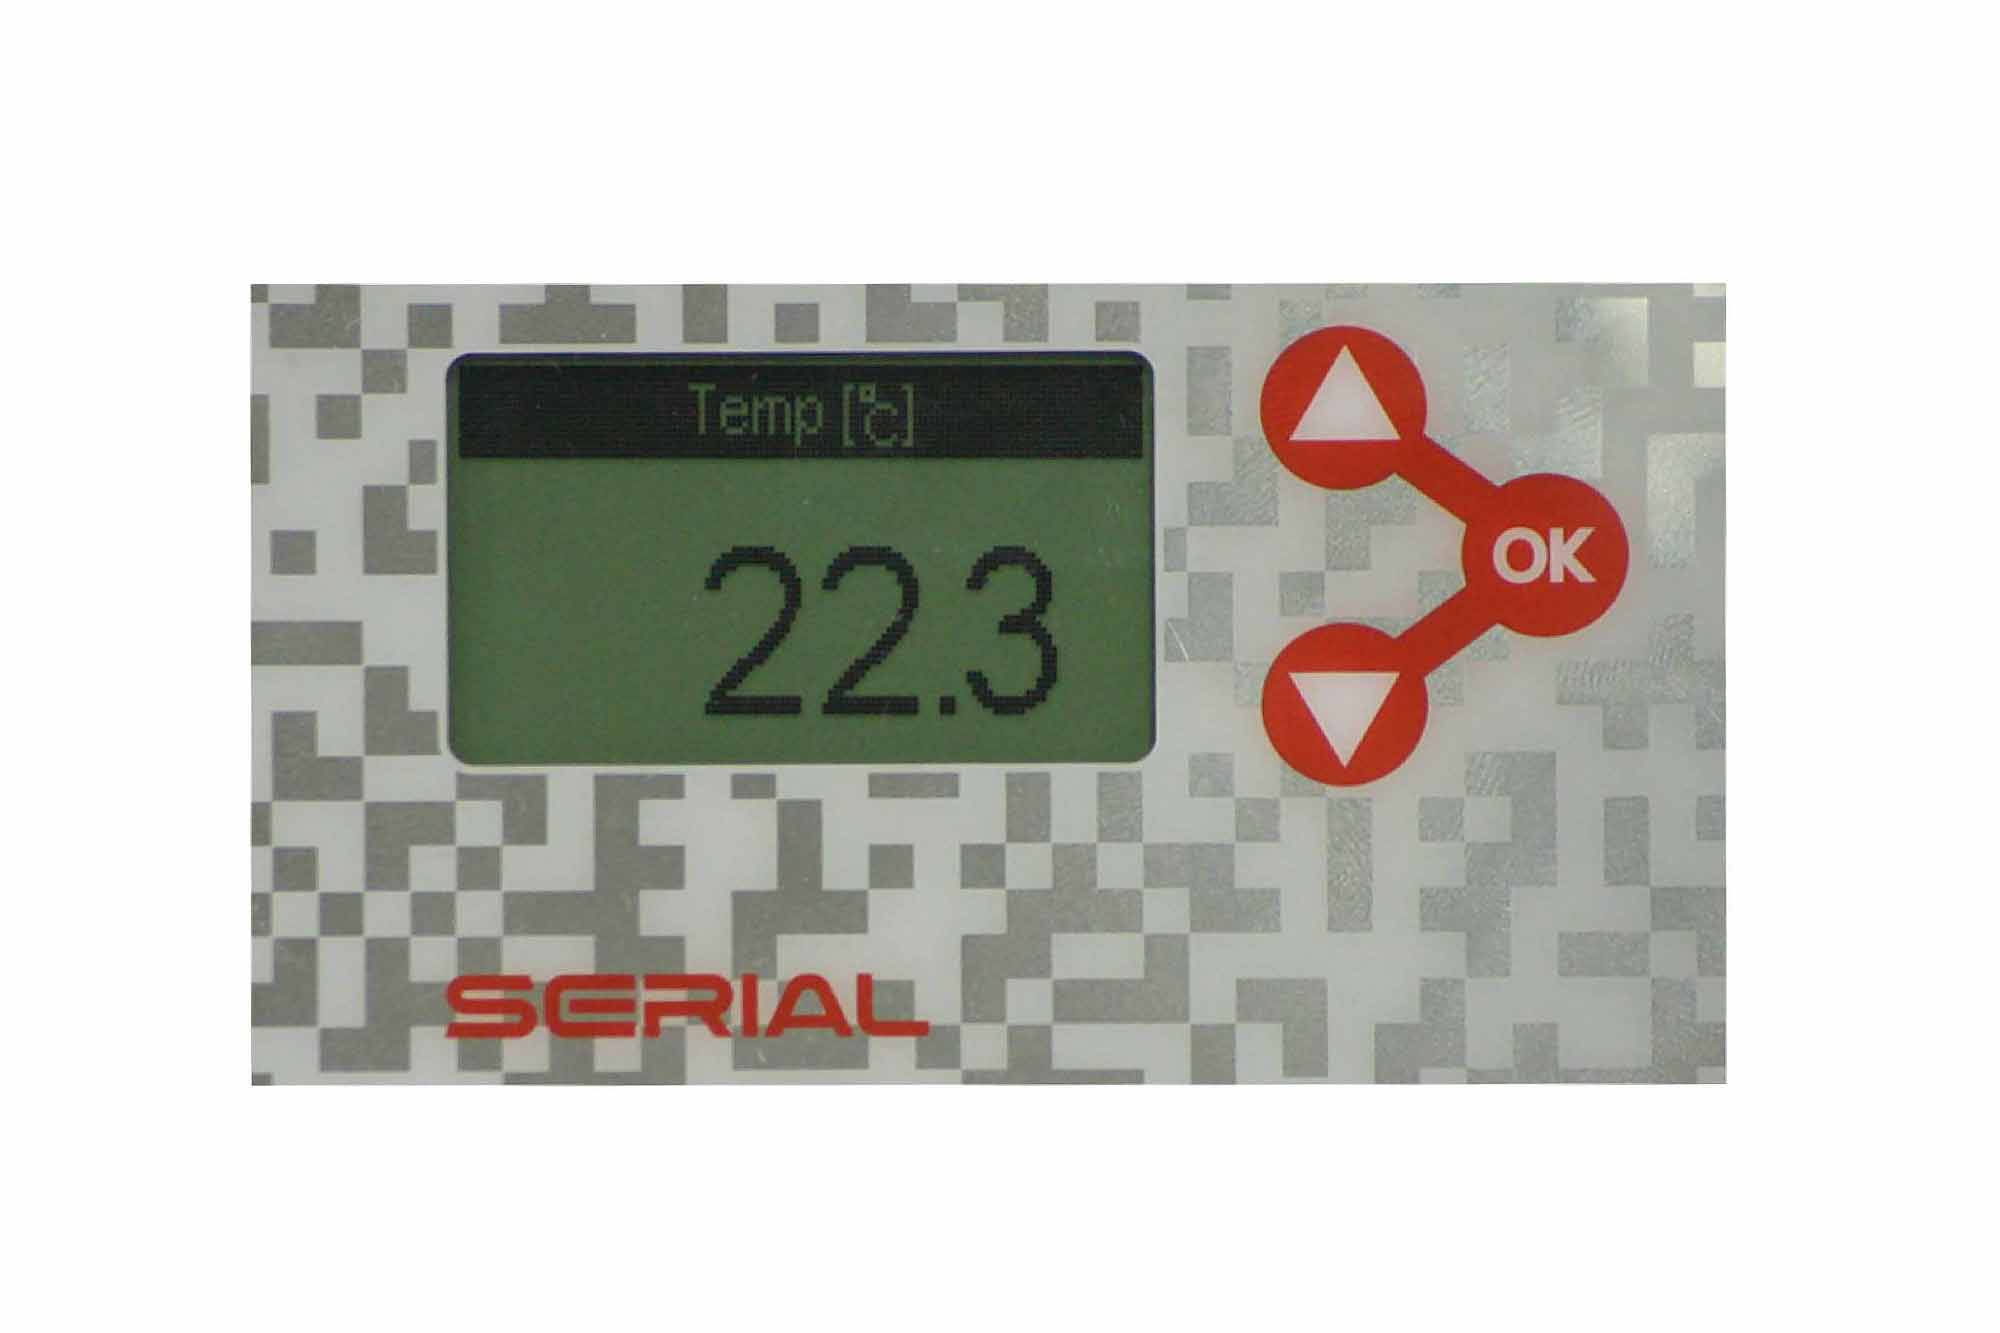 Temp [°C]
22.3
OK
SERIAL